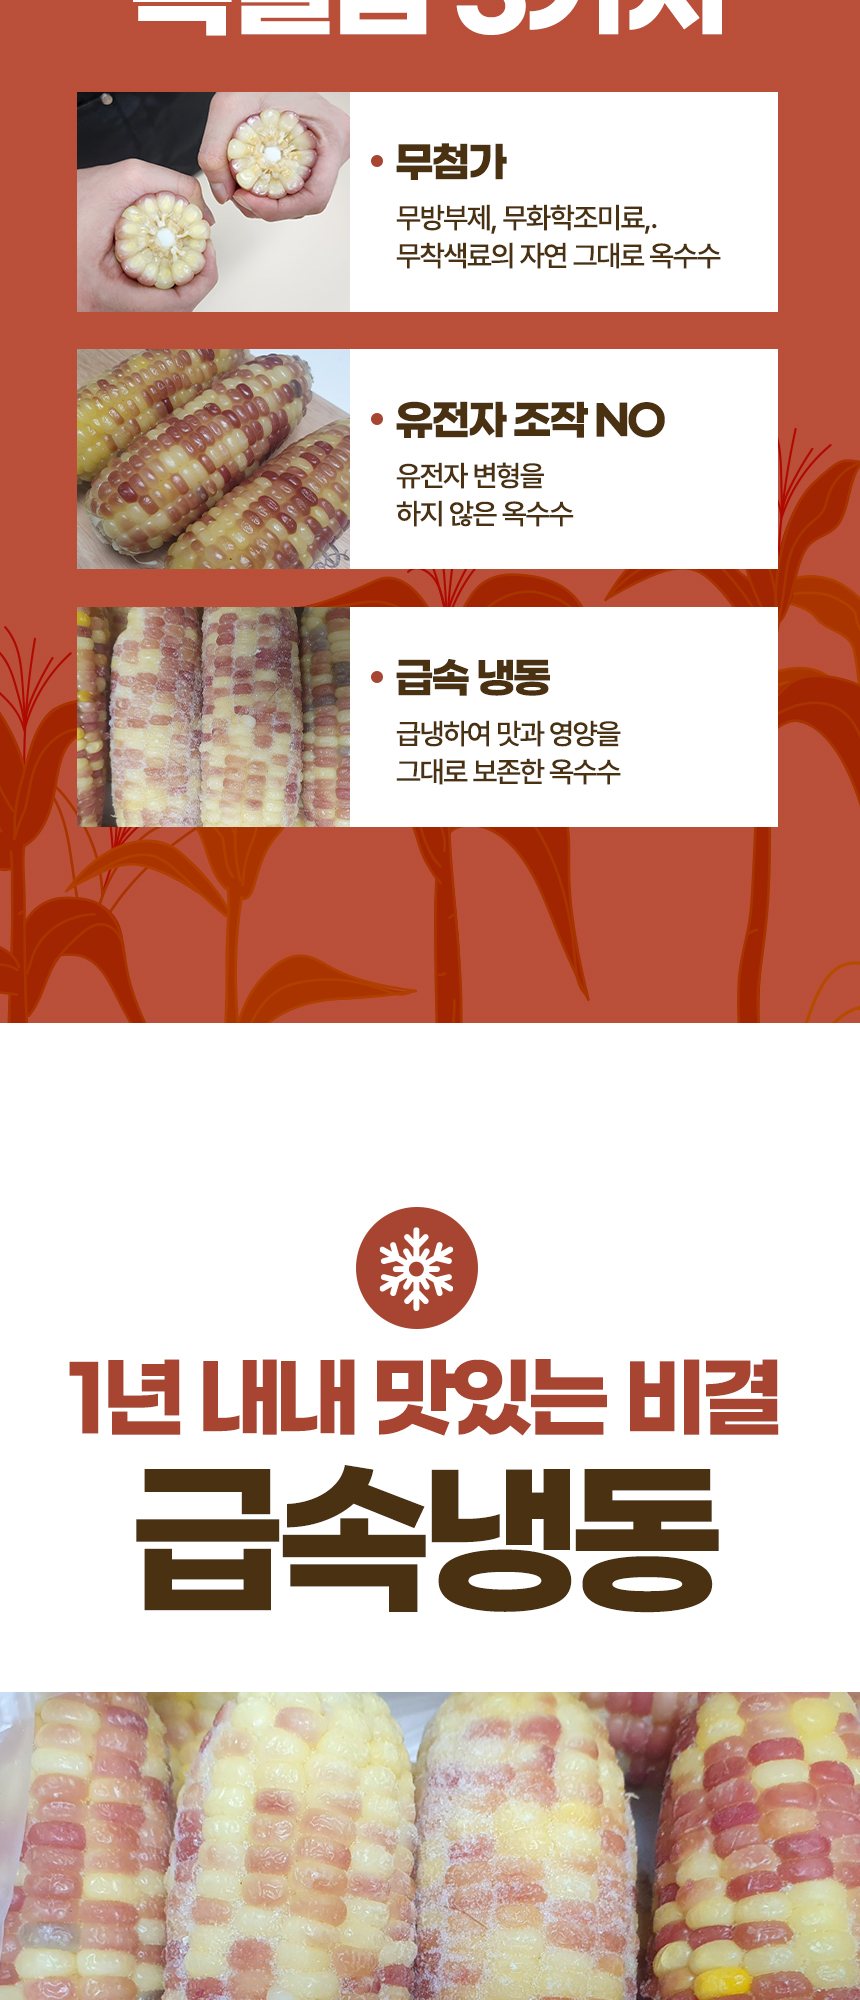 3가지
무첨가
무방부제, 무화학조미료,.
무착색료의 자연 그대로 옥수수
유전자 조작 NO
유전자 변형을
하지 않은 옥수수
급속 냉동
급냉하여 맛과 영양을
그대로 보존한 옥수수
1년 내내 맛있는 비결
급속냉동